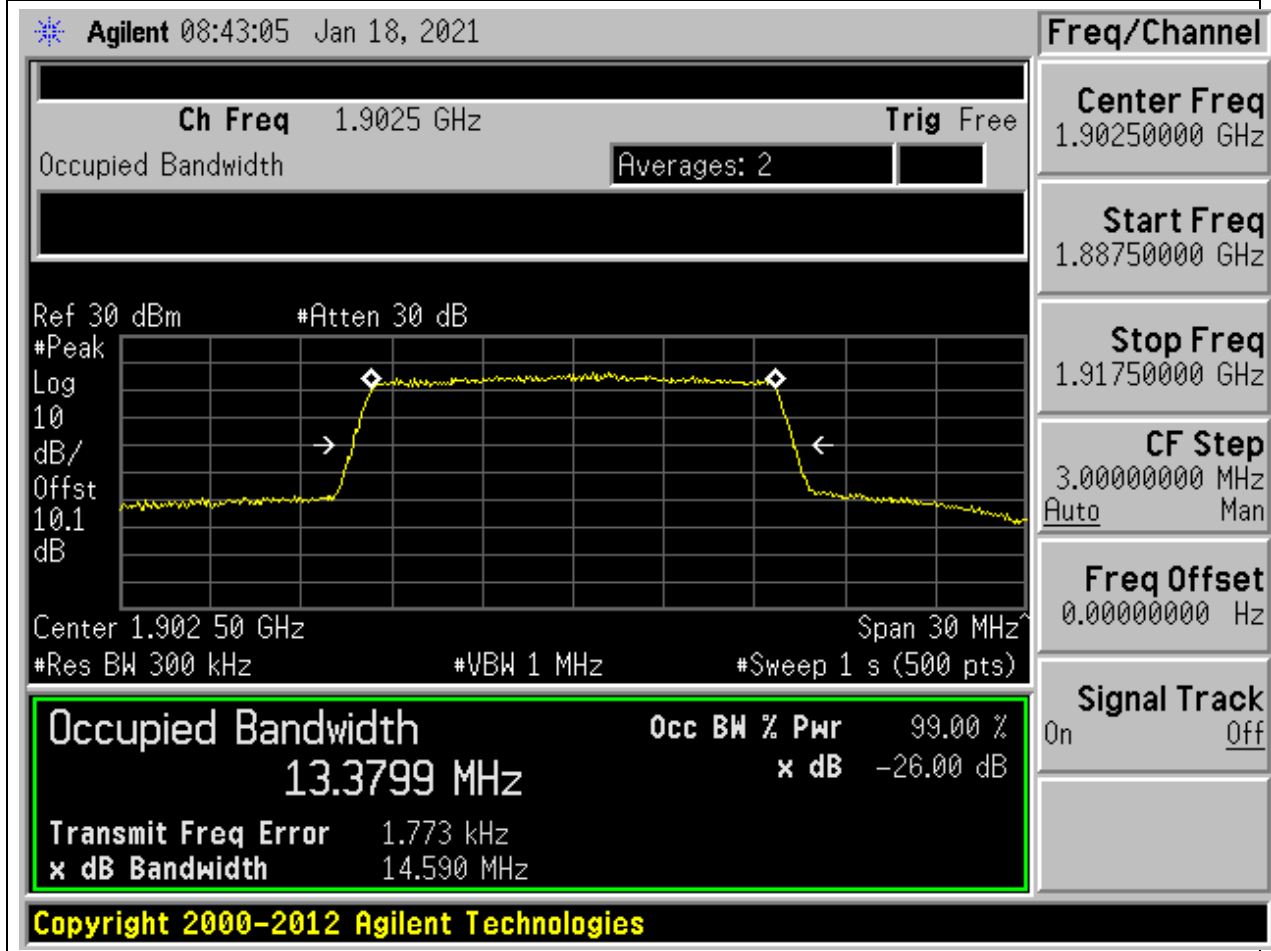 Agilent 08:43:05 Jan 18, 2021
Freq/Channel
Ch Freq 1.9025 GHz Trig Free
Occupied Bandwidth Averages: 2
Center Freq
1.90250000 GHz
Start Freq
1.88750000 GHz
Stop Freq
1.91750000 GHz
CF Step
3.00000000 MHz
Auto Man
Freq Offset
0.00000000 Hz
Signal Track
On Off
Ref 30 dBm #Atten 30 dB
#Peak
Log
10
dB/
Offst
10.1
dB
Center 1.902 50 GHz Span 30 MHz^
#Res BW 300 kHz #VBW 1 MHz #Sweep 1 s (500 pts)
Occupied Bandwidth Occ BW % Pwr 99.00 %
13.3799 MHz x dB -26.00 dB
Transmit Freq Error 1.773 kHz
x dB Bandwidth 14.590 MHz
Copyright 2000-2012 Agilent Technologies